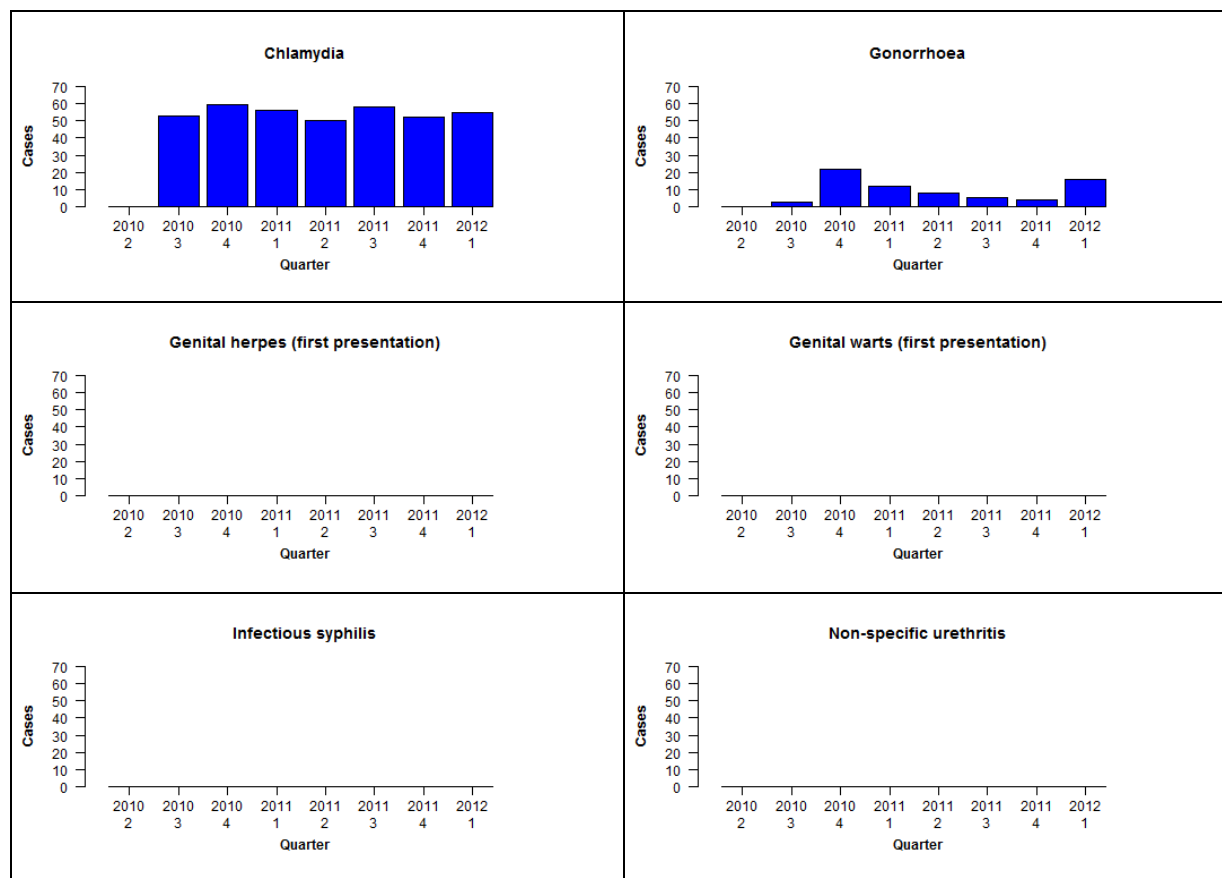 Chlamydia
Cases
70
60
50
40
30
20
10
0
2010 2010 2010 2011 2011 2011 2011 2012
2 3 4 1 2 3 4 1
Quarter
Gonorrhoea
Cases
70
60
50
40
30
20
10
0
2010 2010 2010 2011 2011 2011 2011 2012
2 3 4 1 2 3 4 1
Quarter
Genital herpes (first presentation)
Cases
70
60
50
40
30
20
10
0
2010 2010 2010 2011 2011 2011 2011 2012
2 3 4 1 2 3 4 1
Quarter
Genital warts (first presentation)
Cases
70
60
50
40
30
20
10
0
2010 2010 2010 2011 2011 2011 2011 2012
2 3 4 1 2 3 4 1
Quarter
Infectious syphilis
Cases
70
60
50
40
30
20
10
0
2010 2010 2010 2011 2011 2011 2011 2012
2 3 4 1 2 3 4 1
Quarter
Non-specific urethritis
Cases
70
60
50
40
30
20
10
0
2010 2010 2010 2011 2011 2011 2011 2012
2 3 4 1 2 3 4 1
Quarter